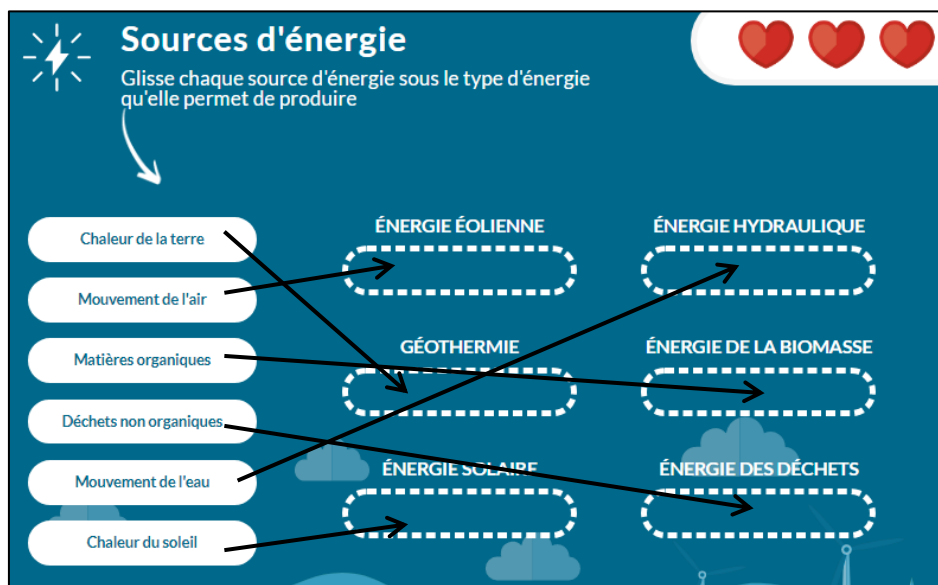 Sources d'énergie
Glisse chaque source d'énergie sous le type d'énergie
qu'elle permet de produire
Chaleur de la terre
Mouvement de l'air
Matières organiques
Déchets non organiques
Mouvement de l'eau
Chaleur du soleil
ÉNERGIE ÉOLIENNE
ÉNERGIE HYDRAULIQUE
GÉOTHERMIE
ÉNERGIE DE LA BIOMASSE
ÉNERGIE SOLAIRE
ÉNERGIE DES DÉCHETS